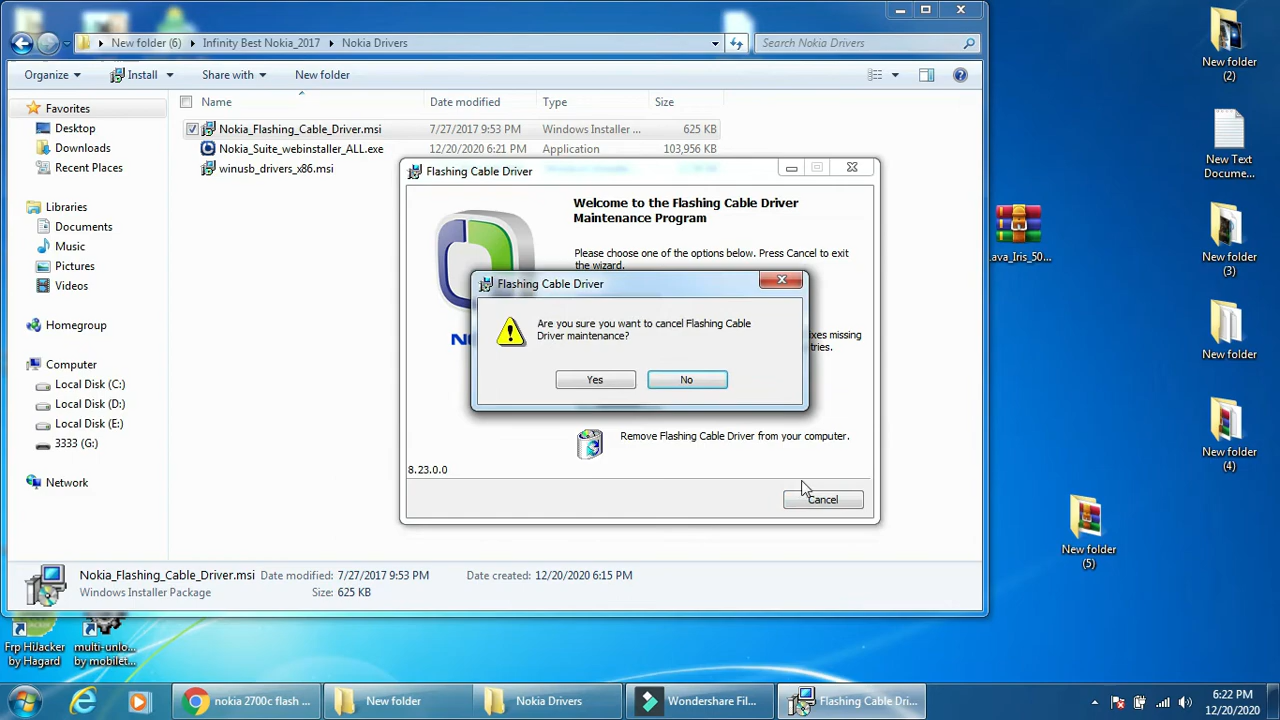 New folder (6)
Infinity Best Nokia_2017
Nokia Drivers
Search Nokia Drivers
Organize
Install
Share with
New folder
Name
Date modified
Type
Size
Favorites
Desktop
Downloads
Recent Places
Libraries
Documents
Music
Pictures
Videos
Homegroup
Computer
Local Disk (C:)
Local Disk (D:)
Local Disk (E:)
3333 (G:)
Network
Nokia_Flashing_Cable_Driver.msi
7/27/2017 9:53 PM
Windows Installer ...
625 KB
Nokia_Suite_webinstaller_ALL.exe
12/20/2020 6:21 PM
Application
103,956 KB
winusb_drivers_x86.msi
Flashing Cable Driver
Welcome to the Flashing Cable Driver
Maintenance Program
Please choose one of the options below. Press Cancel to exit
the wizard.
Flashing Cable Driver
Are you sure you want to cancel Flashing Cable
Driver maintenance?
Yes
No
Remove Flashing Cable Driver from your computer.
8.23.0.0
Cancel
Nokia_Flashing_Cable_Driver.msi
Date modified: 7/27/2017 9:53 PM
Date created: 12/20/2020 6:15 PM
Windows Installer Package
Size: 625 KB
New folder
(2)
New Text
Docume...
New folder
(3)
ava_Iris_50...
New folder
New folder
(4)
New folder
(5)
Frp HiJacker
by Hagard
multi-unlo...
by mobilet...
nokia 2700c flash ...
New folder
Nokia Drivers
Wondershare Fil...
Flashing Cable Dri...
6:22 PM
12/20/2020